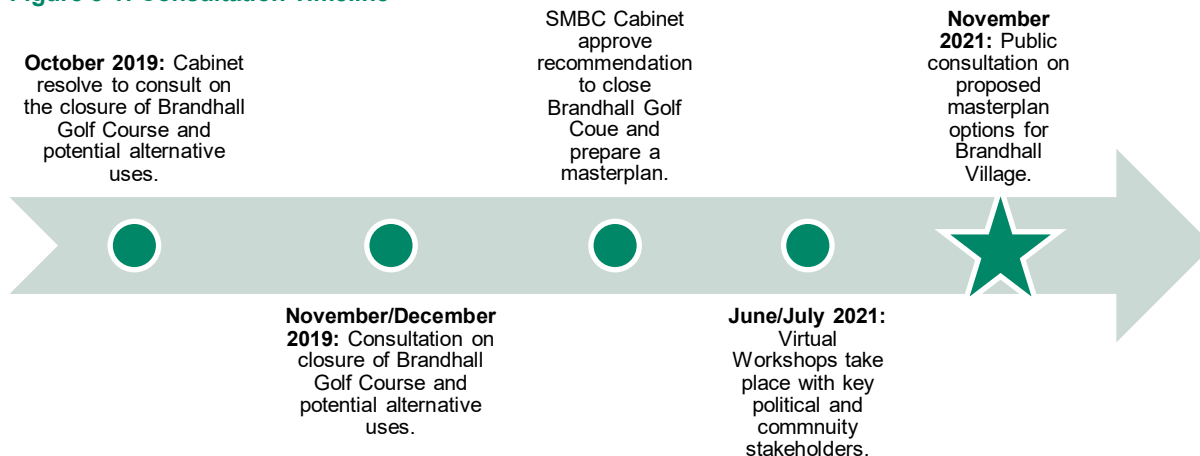 Figure Consultation Timeline
October 2019: Cabinet
resolve to consult on
the closure of Brandhall
Golf Course and
potential alternative
uses.
November/December
2019: Consultation on
closure of Brandhall
Golf Course and
potential alternative
uses.
SMBC Cabinet
approve
recommendation
to close
Brandhall Golf
Coue and
prepare a
masterplan.
June/July 2021:
Virtual
Workshops take
place with key
political and
commnuity
stakeholders.
November
2021: Public
consultation on
proposed
masterplan
options for
Brandhall
Village.